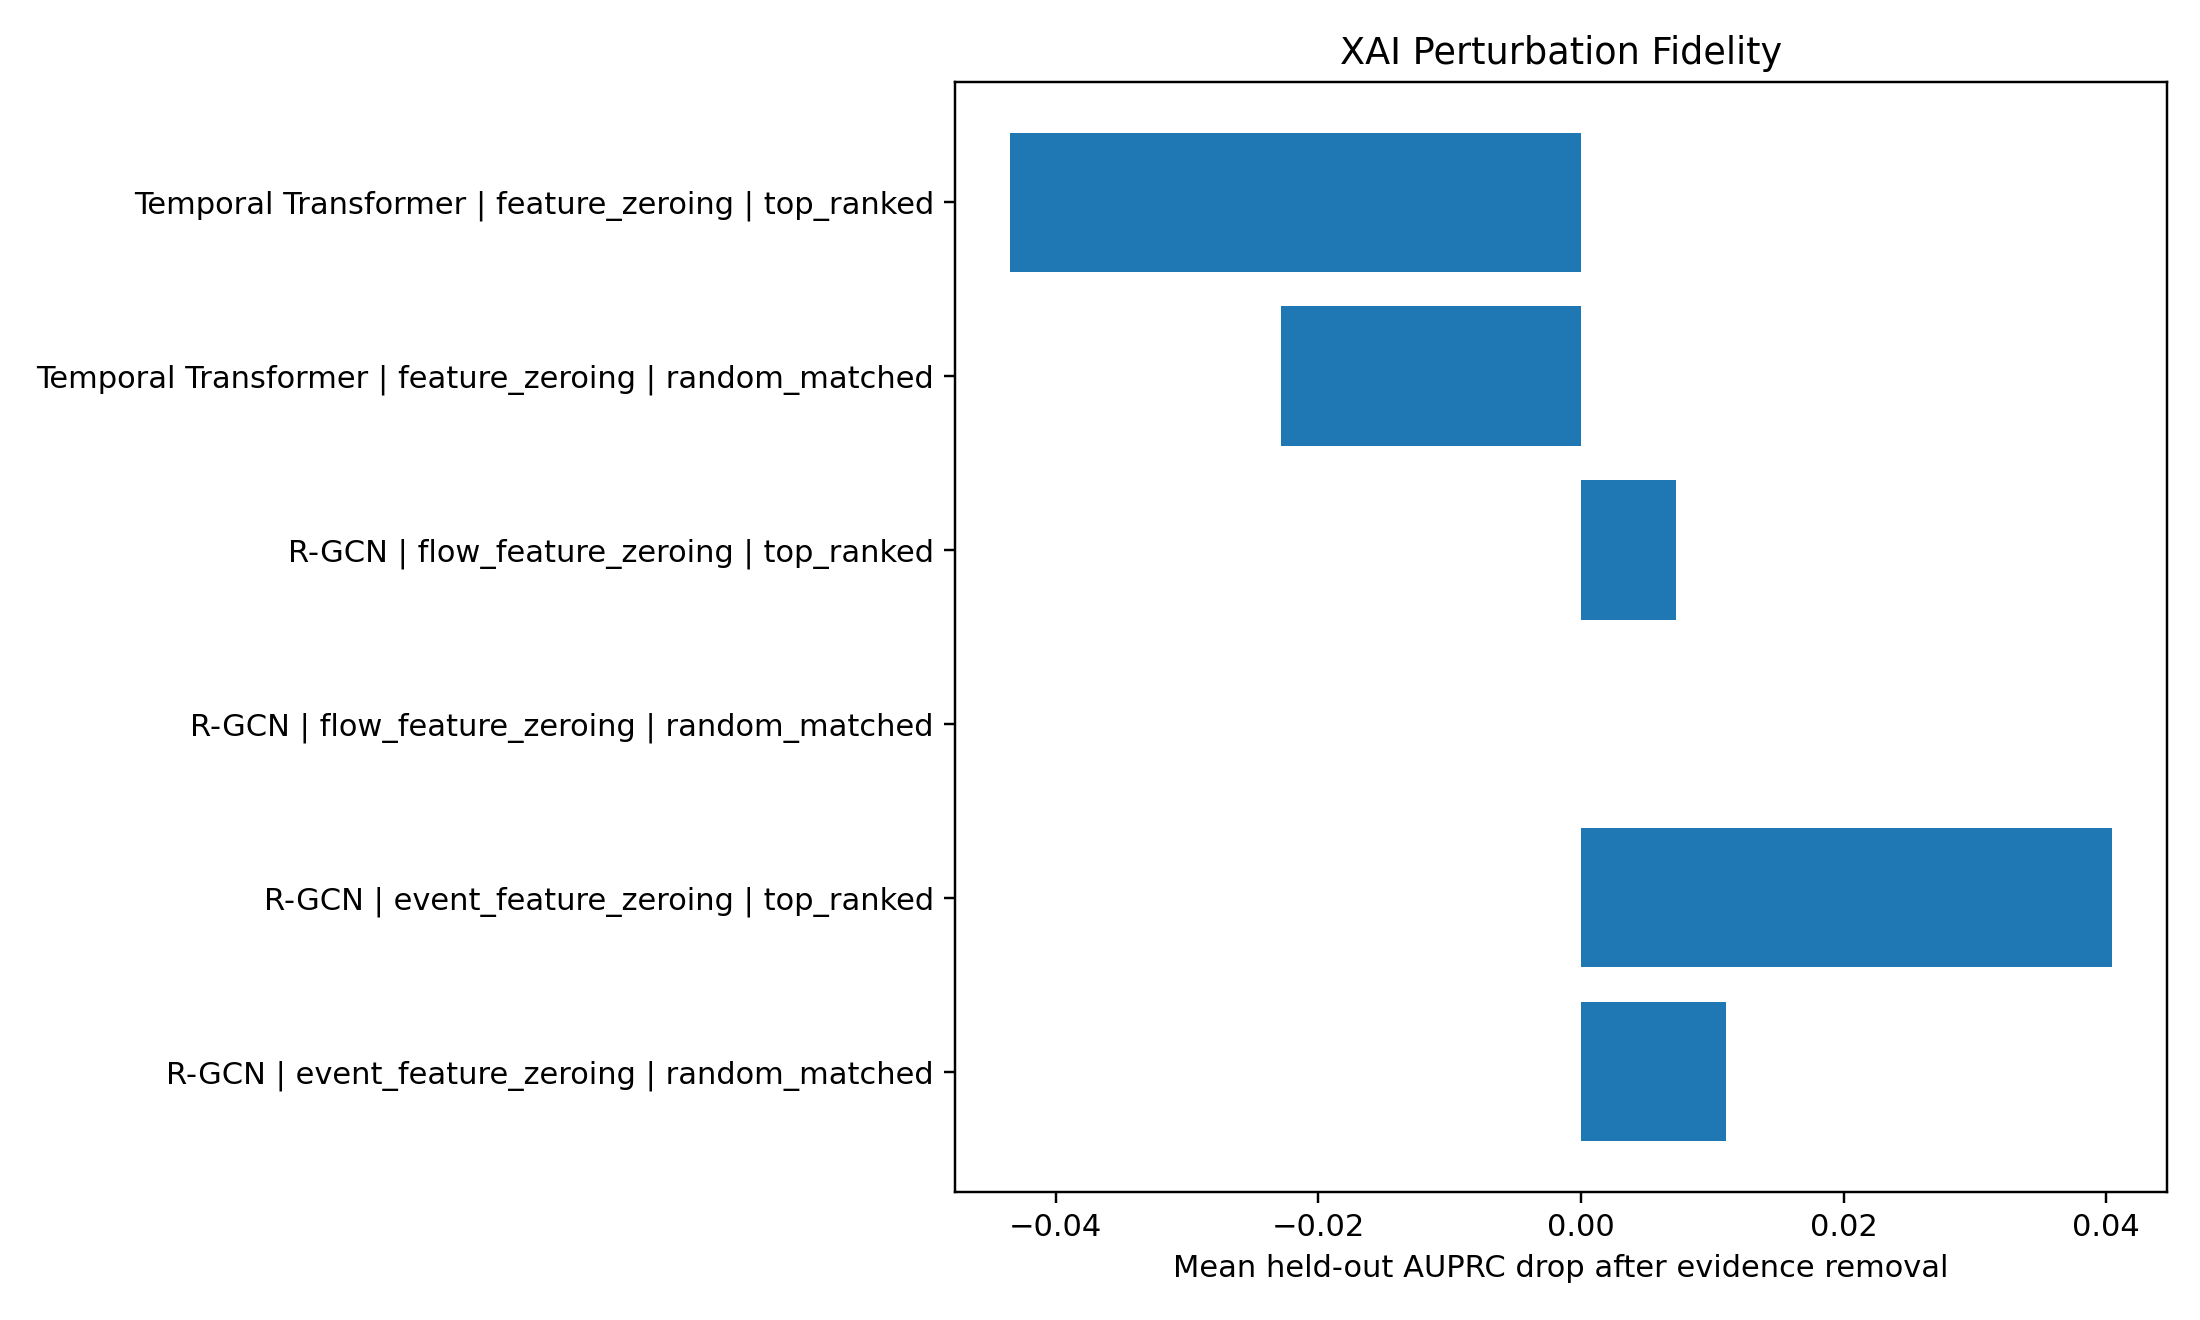 XAI Perturbation Fidelity
Temporal Transformer | feature_zeroing | top_ranked
Temporal Transformer | feature_zeroing | random_matched
R-GCN | flow_feature_zeroing | top_ranked
R-GCN | flow_feature_zeroing | random_matched
R-GCN | event_feature_zeroing | top_ranked
R-GCN | event_feature_zeroing | random_matched
−0.04 −0.02 0.00 0.02 0.04
Mean held-out AUPRC drop after evidence removal